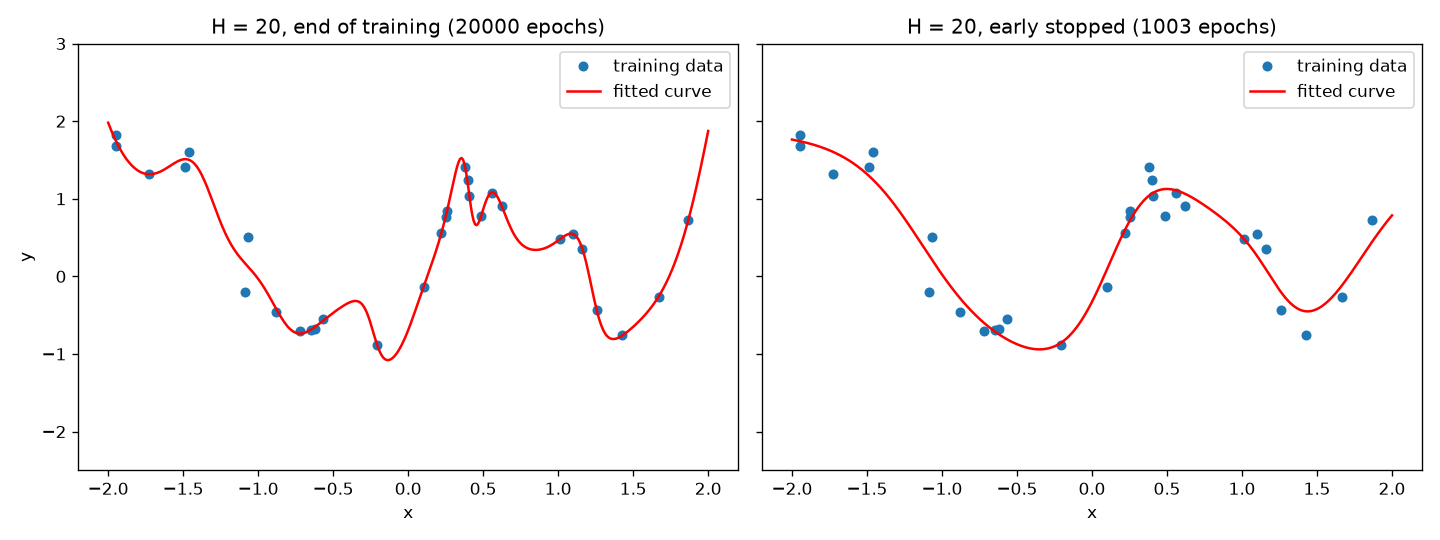 H = 20, end of training (20000 epochs)
training data
fitted curve
y
3
2
1
0
−1
−2
−2.0 −1.5 −1.0 −0.5 0.0 0.5 1.0 1.5 2.0
x
H = 20, early stopped (1003 epochs)
training data
fitted curve
−2.0 −1.5 −1.0 −0.5 0.0 0.5 1.0 1.5 2.0
x